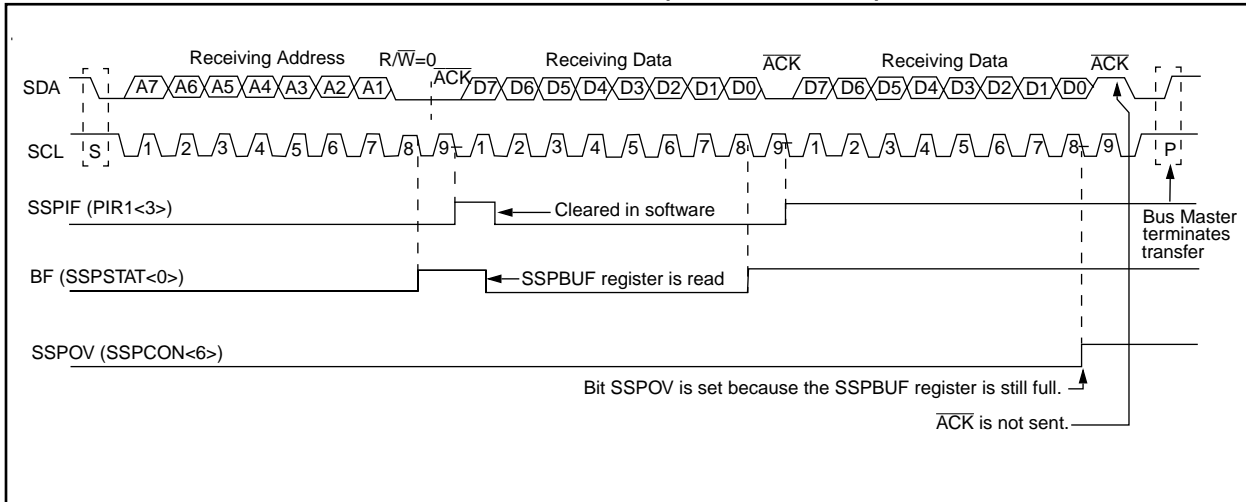 Receiving Address R/W=0 Receiving Data ACK Receiving Data ACK
ACK
SDA A7 A6 A5 A4 A3 A2 A1 D7 D6 D5 D4 D3 D2 D1 D0 D7 D6 D5 D4 D3 D2 D1 D0
SCL S 1 2 3 4 5 6 7 8 9 1 2 3 4 5 6 7 8 9 1 2 3 4 5 6 7 8 9 P
SSPIF (PIR1<3>)
Cleared in software
Bus Master
terminates
transfer
BF (SSPSTAT<0>)
SSPBUF register is read
SSPOV (SSPCON<6>)
Bit SSPOV is set because the SSPBUF register is still full.
ACK is not sent.